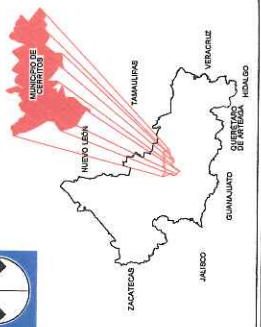 MUNICIPIO DE
CERRITOS
NUEVO LEÓN
TAMAULIPAS
VERACRUZ
HIDALGO
QUERÉTARO
DE ARTEAGA
GUANAJUATO
JALISCO
ZACATECAS